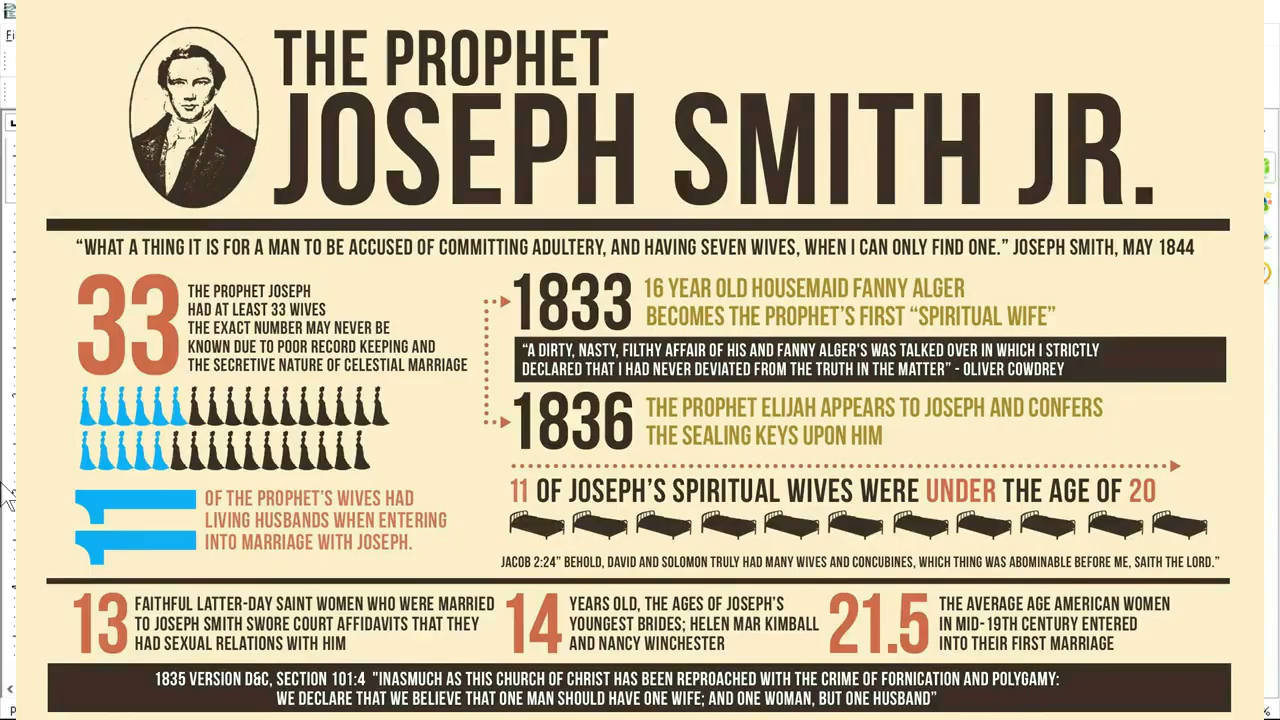 THE PROPHET
JOSEPH SMITH JR.
“WHAT A THING IT IS FOR A MAN TO BE ACCUSED OF COMMITTING ADULTERY, AND HAVING SEVEN WIVES, WHEN I CAN ONLY FIND ONE.” JOSEPH SMITH, MAY 1844
33
THE PROPHET JOSEPH
HAD AT LEAST 33 WIVES
THE EXACT NUMBER MAY NEVER BE
KNOWN DUE TO POOR RECORD KEEPING AND
THE SECRETIVE NATURE OF CELESTIAL MARRIAGE
11
OF THE PROPHET’S WIVES HAD
LIVING HUSBANDS WHEN ENTERING
INTO MARRIAGE WITH JOSEPH.
1833
16 YEAR OLD HOUSEMAID FANNY ALGER
BECOMES THE PROPHET’S FIRST “SPIRITUAL WIFE”
“A DIRTY, NASTY, FILTHY AFFAIR OF HIS AND FANNY ALGER’S WAS TALKED OVER IN WHICH I STRICTLY
DECLARED THAT I HAD NEVER DEVIATED FROM THE TRUTH IN THE MATTER” - OLIVER COWDREY
1836
THE PROPHET ELIJAH APPEARS TO JOSEPH AND CONFERS
THE SEALING KEYS UPON HIM
11 OF JOSEPH’S SPIRITUAL WIVES WERE UNDER THE AGE OF 20
JACOB 2:24” BEHOLD, DAVID AND SOLOMON TRULY HAD MANY WIVES AND CONCUBINES, WHICH THING WAS ABOMINABLE BEFORE ME, SAITH THE LORD.”
13
FAITHFUL LATTER-DAY SAINT WOMEN WHO WERE MARRIED
TO JOSEPH SMITH SWORE COURT AFFIDAVITS THAT THEY
HAD SEXUAL RELATIONS WITH HIM
14
YEARS OLD, THE AGES OF JOSEPH’S
YOUNGEST BRIDES; HELEN MAR KIMBALL
AND NANCY WINCHESTER
21.5
THE AVERAGE AGE AMERICAN WOMEN
IN MID-19TH CENTURY ENTERED
INTO THEIR FIRST MARRIAGE
1835 VERSION D&C, SECTION 101:4 "INASMUCH AS THIS CHURCH OF CHRIST HAS BEEN REPROACHED WITH THE CRIME OF FORNICATION AND POLYGAMY:
WE DECLARE THAT WE BELIEVE THAT ONE MAN SHOULD HAVE ONE WIFE; AND ONE WOMAN, BUT ONE HUSBAND”